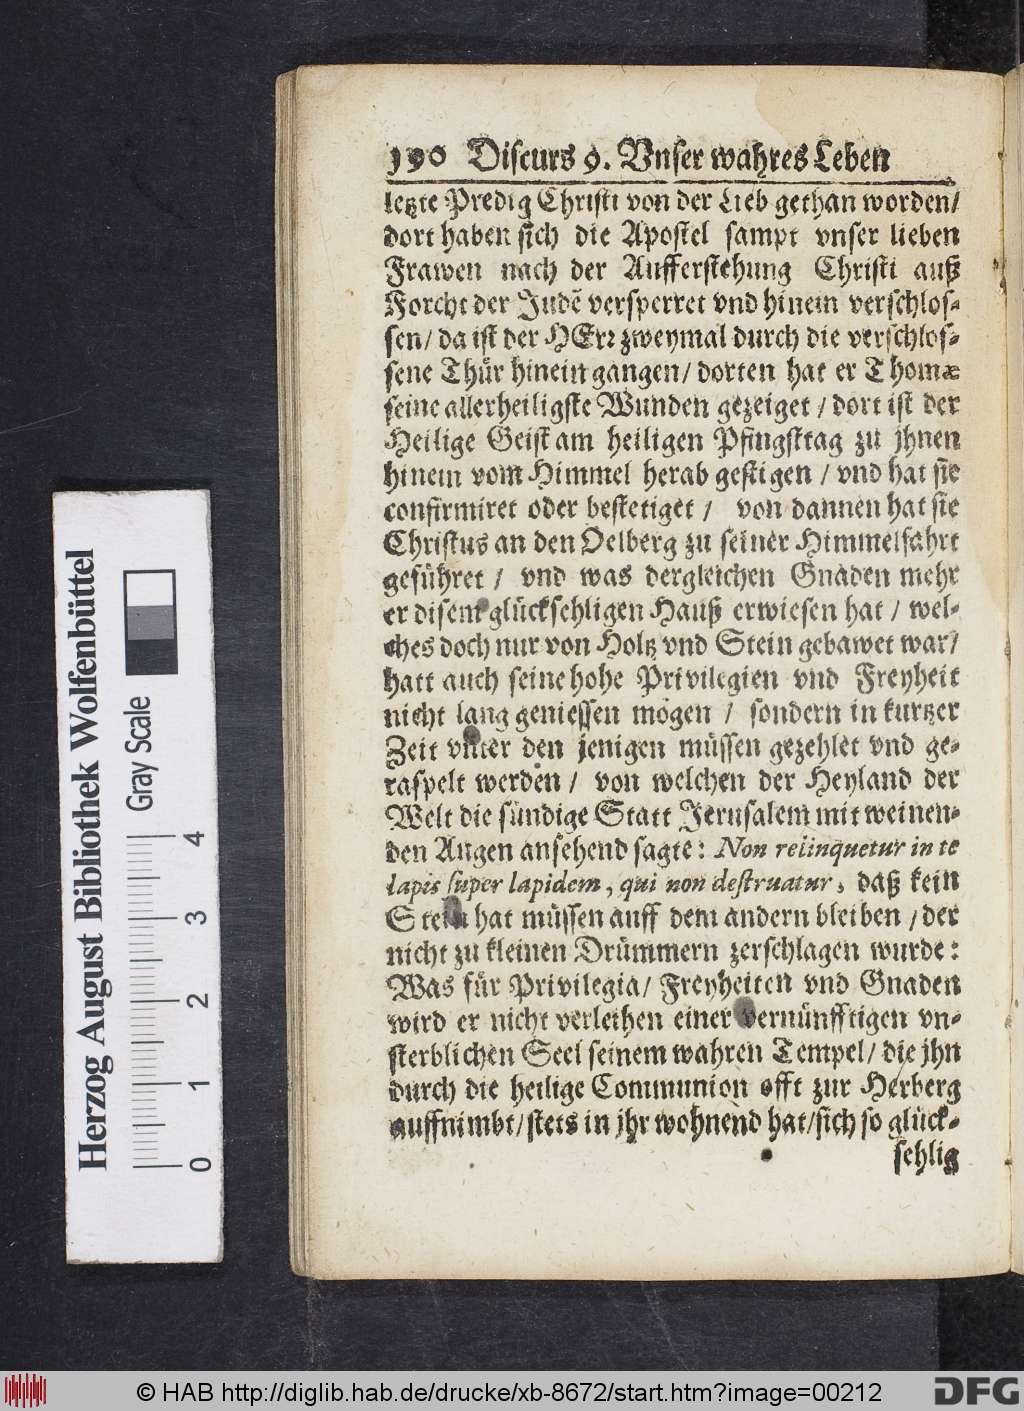 190 Discurs 9. Vnser wahres Leben
letzte Predig Christi von der Lieb gethan worden/
dort haben sich die Apostel sampt vnser lieben
Frawen nach der Aufferstehung Christi auß
Forcht der Judẽ versperret vnd hinein verschlos-
sen/ da ist der HErr zweymal durch die verschlos-
sene Thür hinein gangen/ dorten hat er Thomæ
seine allerheiligste Wunden gezeiget / dort ist der
Heilige Geist am heiligen Pfingsttag zu jhnen
hinein vom Himmel herab gestigen / vnd hat sie
confirmiret oder bestetiget / von dannen hat sie
Christus an den Oelberg zu seiner Himmelfahrt
geführet / vnd was dergleichen Gnaden mehr
er disem glückseligen Hauß erwiesen hat / wel-
ches doch nur von Holtz vnd Stein gebawet war/
hatt auch seine hohe Privilegien vnd Freyheit
nicht lang geniessen mögen / sondern in kurtzer
Zeit vnter den jenigen müssen gezehlet vnd ge-
raspelt werden / von welchen der Heyland der
Welt die sündige Statt Jerusalem mit weinen-
den Augen ansehend sagte: Non relinquetur in te
lapis super lapidem, qui non destruatur, daß kein
Stein hat müssen auff dem andern bleiben / der
nicht zu kleinen Drümmern zerschlagen wurde:
Was für Privilegia/ Freyheiten vnd Gnaden
wird er nicht verleihen einer vernünfftigen vn-
sterblichen Seel seinem wahren Tempel/ die jhn
durch die heilige Communion offt zur Herberg
auffnimbt/ stets in jhr wohnend hat/ sich so glück-
sehlig
Herzog August Bibliothek Wolfenbüttel
Gray Scale
0 1 2 3 4
© HAB http://diglib.hab.de/drucke/xb-8672/start.htm?image=00212
DFG